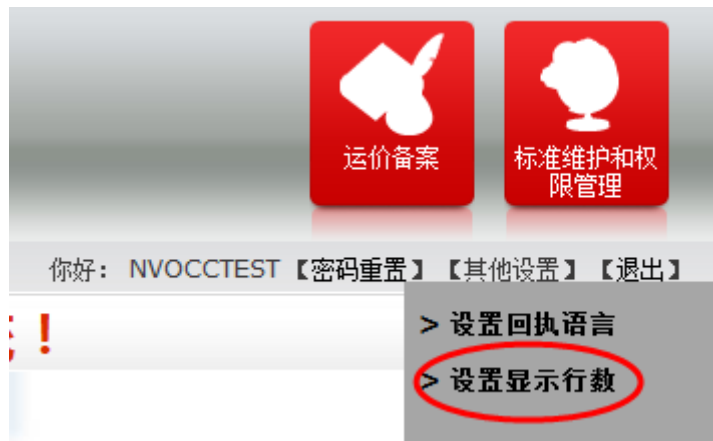 运价备案
标准维护和权
限管理
你好： NVOCCTEST 【密码重置】 【其他设置】 【退出】
！
> 设置回执语言
> 设置显示行数